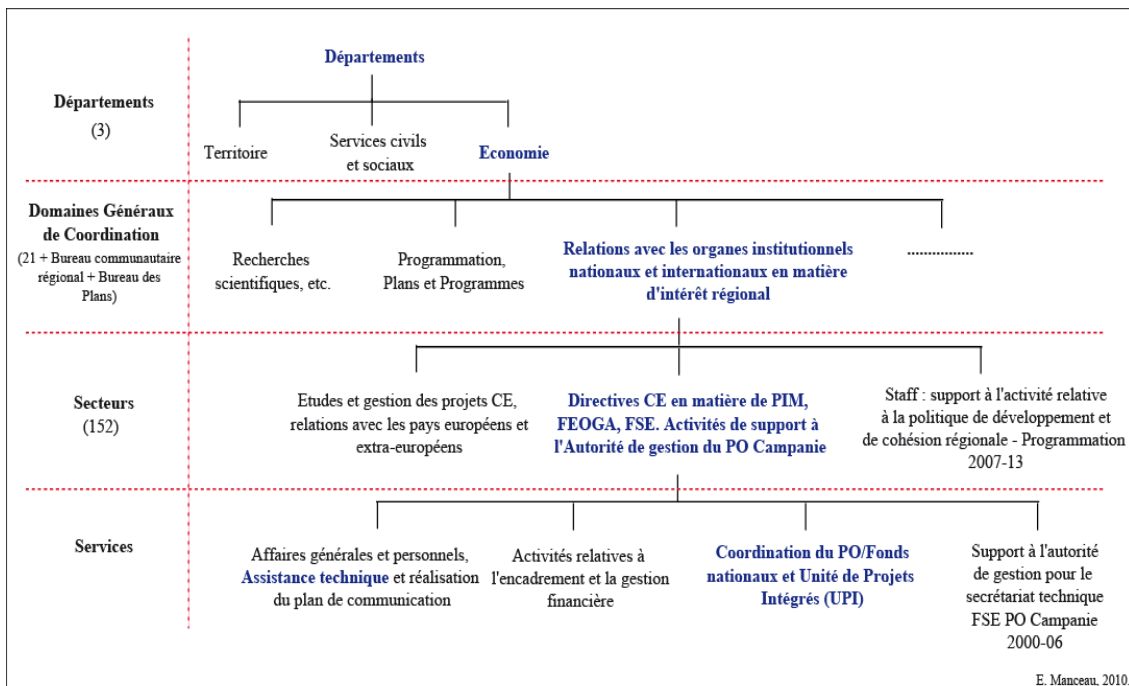 Départements
Départements
(3)
Territoire
Services civils
et sociaux
Economie
Domaines Généraux
de Coordination
(21 + Bureau communautaire
régional + Bureau des
Plans)
Recherches
scientifiques, etc.
Programmation,
Plans et Programmes
Relations avec les organes institutionnels
nationaux et internationaux en matière
d'intérêt régional
................
Secteurs
(152)
Etudes et gestion des projets CE,
relations avec les pays européens et
extra-européens
Directives CE en matière de PIM,
FEOGA, FSE. Activités de support à
l'Autorité de gestion du PO Campanie
Staff : support à l'activité relative
à la politique de développement et
de cohésion régionale - Programmation
2007-13
Services
Affaires générales et personnels,
Assistance technique et réalisation
du plan de communication
Activités relatives à
l'encadrement et la gestion
financière
Coordination du PO/Fonds
nationaux et Unité de Projets
Intégrés (UPI)
Support à l'autorité
de gestion pour le
secrétariat technique
FSE PO Campanie
2000-06
E. Manceau, 2010.